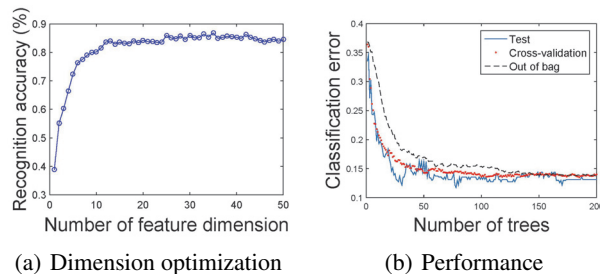 Recognition accuracy (%)
0.9
0.8
0.7
0.6
0.5
0.4
0.3
0 10 20 30 40 50
Number of feature dimension
(a) Dimension optimization
Classification error
0.35
0.3
0.25
0.2
0.15
0.1
0 50 100 150 200
Number of trees
Test
Cross-validation
Out of bag
(b) Performance